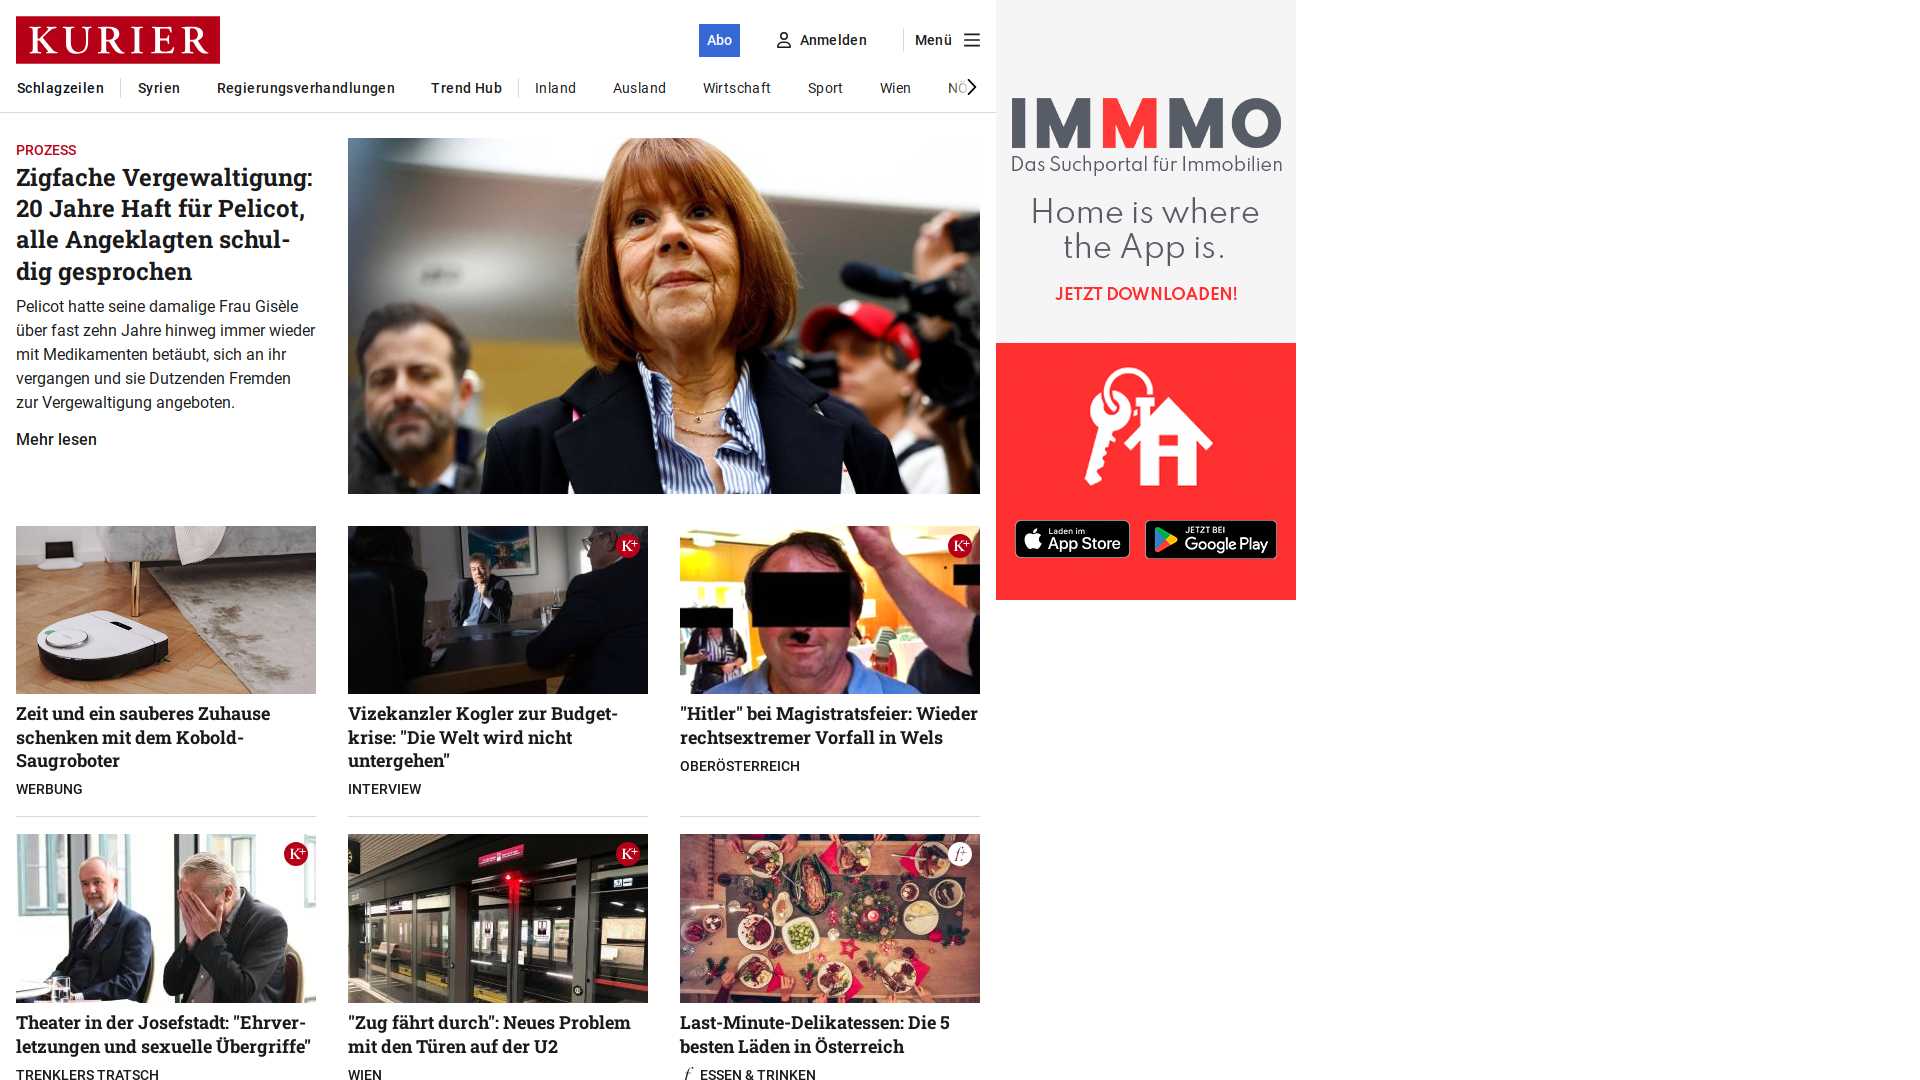 KURIER
Abo
Anmelden
Menü
Schlagzeilen
Syrien
Regierungsverhandlungen
Trend Hub
Inland
Ausland
Wirtschaft
Sport
Wien
NÖ
PROZESS
Zigfache Vergewaltigung:
20 Jahre Haft für Pelicot,
alle Angeklagten schul-
dig gesprochen
Pelicot hatte seine damalige Frau Gisèle
über fast zehn Jahre hinweg immer wieder
mit Medikamenten betäubt, sich an ihr
vergangen und sie Dutzenden Fremden
zur Vergewaltigung angeboten.
Mehr lesen
IMMMO
Das Suchportal für Immobilien
Home is where
the App is.
JETZT DOWNLOADEN!
Laden im
App Store
JETZT BEI
Google Play
Zeit und ein sauberes Zuhause
schenken mit dem Kobold-
Saugroboter
WERBUNG
K+
Vizekanzler Kogler zur Budget-
krise: "Die Welt wird nicht
untergehen"
INTERVIEW
K+
"Hitler" bei Magistratsfeier: Wieder
rechtsextremer Vorfall in Wels
OBERÖSTERREICH
K+
Theater in der Josefstadt: "Ehrver-
letzungen und sexuelle Übergriffe"
TRENKLERS TRATSCH
K+
"Zug fährt durch": Neues Problem
mit den Türen auf der U2
WIEN
f+
Last-Minute-Delikatessen: Die 5
besten Läden in Österreich
f ESSEN & TRINKEN